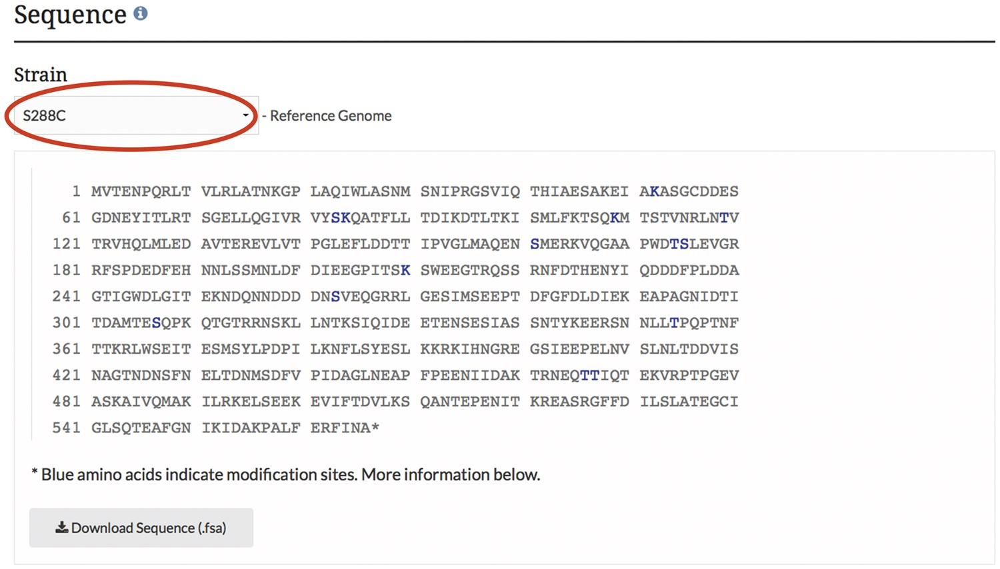 Sequence
Strain
S288C - Reference Genome
1 MVTENPQRLT VLRLATNKGP LAQIWLASNM SNIPRGSVIQ THIAESAKEI AKASGCDDES
61 GDNEYITLRT SGELLQGIVR VYSKQATFLL TDIKDTLTKI SMLFKTSQKM TSTVNRLNTV
121 TRVHQLMLED AVTEREVLVT PGLEFLDDTT IPVGLMAQEN SMERKVQGAA PWDTSLEVGR
181 RFSPDEDFEH NNLSSMNLDF DIEEGPITSK SWEEGTRQSS RNFDTHENYI QDDDFPLDDA
241 GTIGWDLGIT EKNDQNNDDD DNSVEQGRRL GESIMSEEPT DFGFDLDIEK EAPAGNIDTI
301 TDAMTESQPK QTGTRRNSKL LNTKSIQIDE ETENSESIAS SNTYKEERSN NLLTPQPTNF
361 TTKRLWSEIT ESMSYLPDPI LKNFLSYESL KKRKIHNGRE GSIEEPELNV SLNLTDDVIS
421 NAGTNDNSFN ELTDNMSDFV PIDAGLNEAP FPEENIIDAK TRNEQTTIQT EKVRPTPGEV
481 ASKAIVQMAK ILRKELSEEK EVIFTDVLKS QANTEPENIT KREASRGFFD ILSLATEGCI
541 GLSQTEAFGN IKIDAKPALF ERFINA*
* Blue amino acids indicate modification sites. More information below.
Download Sequence (.fsa)